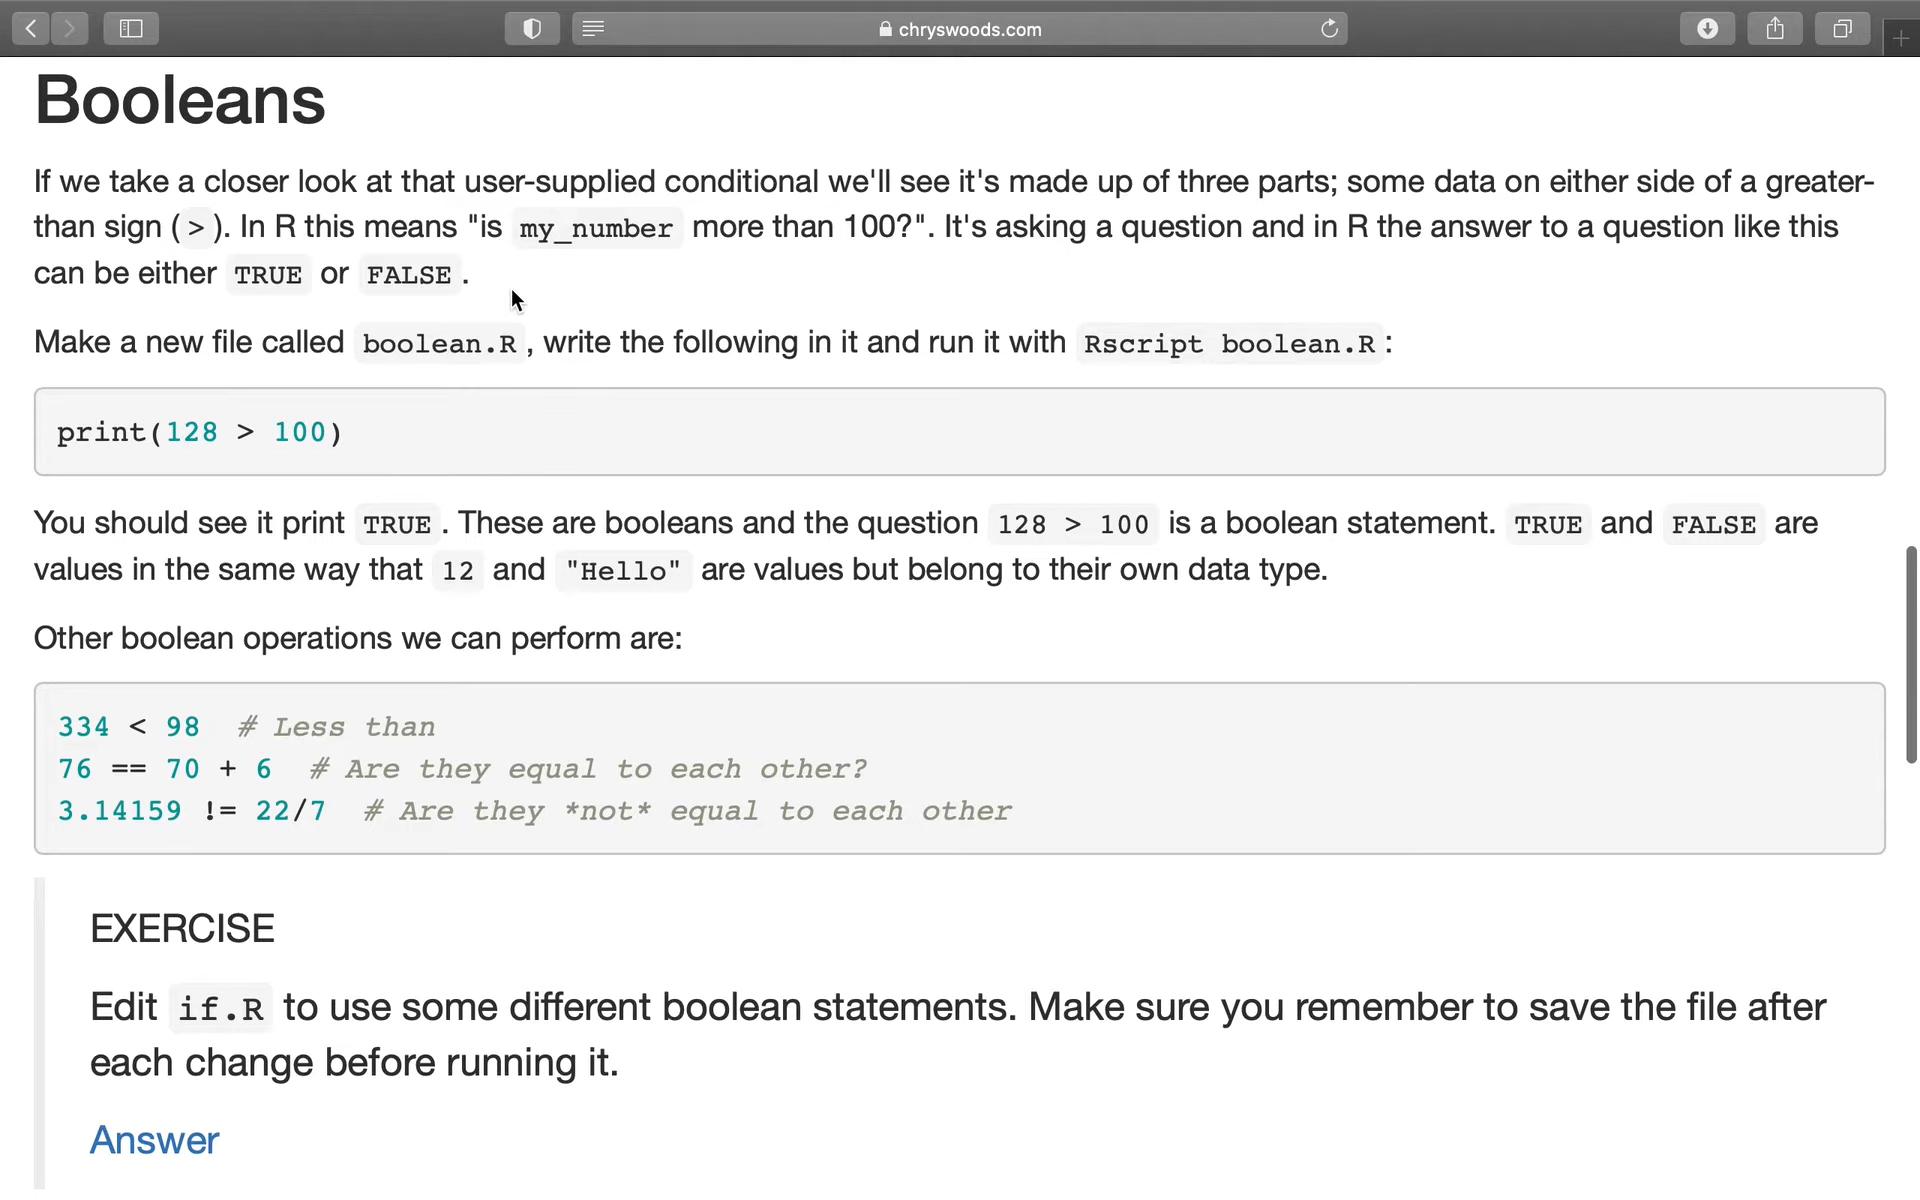 chryswoods.com
Booleans
If we take a closer look at that user-supplied conditional we'll see it's made up of three parts; some data on either side of a greater-
than sign ( > ). In R this means "is my_number more than 100?". It's asking a question and in R the answer to a question like this
can be either TRUE or FALSE .
Make a new file called boolean.R , write the following in it and run it with Rscript boolean.R :
print(128 > 100)
You should see it print TRUE . These are booleans and the question 128 > 100 is a boolean statement. TRUE and FALSE are
values in the same way that 12 and "Hello" are values but belong to their own data type.
Other boolean operations we can perform are:
334 < 98  # Less than
76 == 70 + 6  # Are they equal to each other?
3.14159 != 22/7  # Are they *not* equal to each other
EXERCISE
Edit if.R to use some different boolean statements. Make sure you remember to save the file after
each change before running it.
Answer